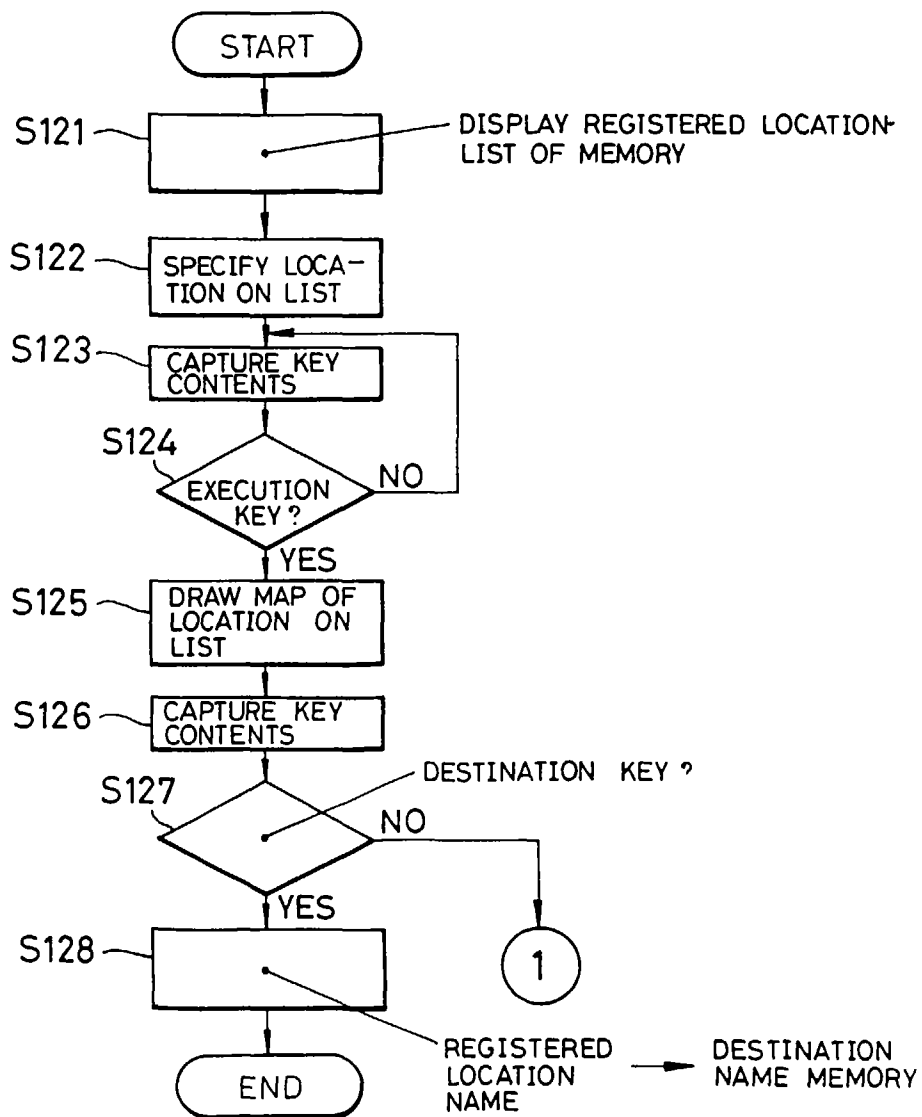 START
S121
DISPLAY REGISTERED LOCATION-
LIST OF MEMORY
S122
SPECIFY LOCA-
TION ON LIST
S123
CAPTURE KEY
CONTENTS
S124
EXECUTION
KEY?
NO
YES
S125
DRAW MAP OF
LOCATION ON
LIST
S126
CAPTURE KEY
CONTENTS
S127
DESTINATION KEY?
NO
YES
S128
1
REGISTERED
LOCATION
NAME
DESTINATION
NAME MEMORY
END